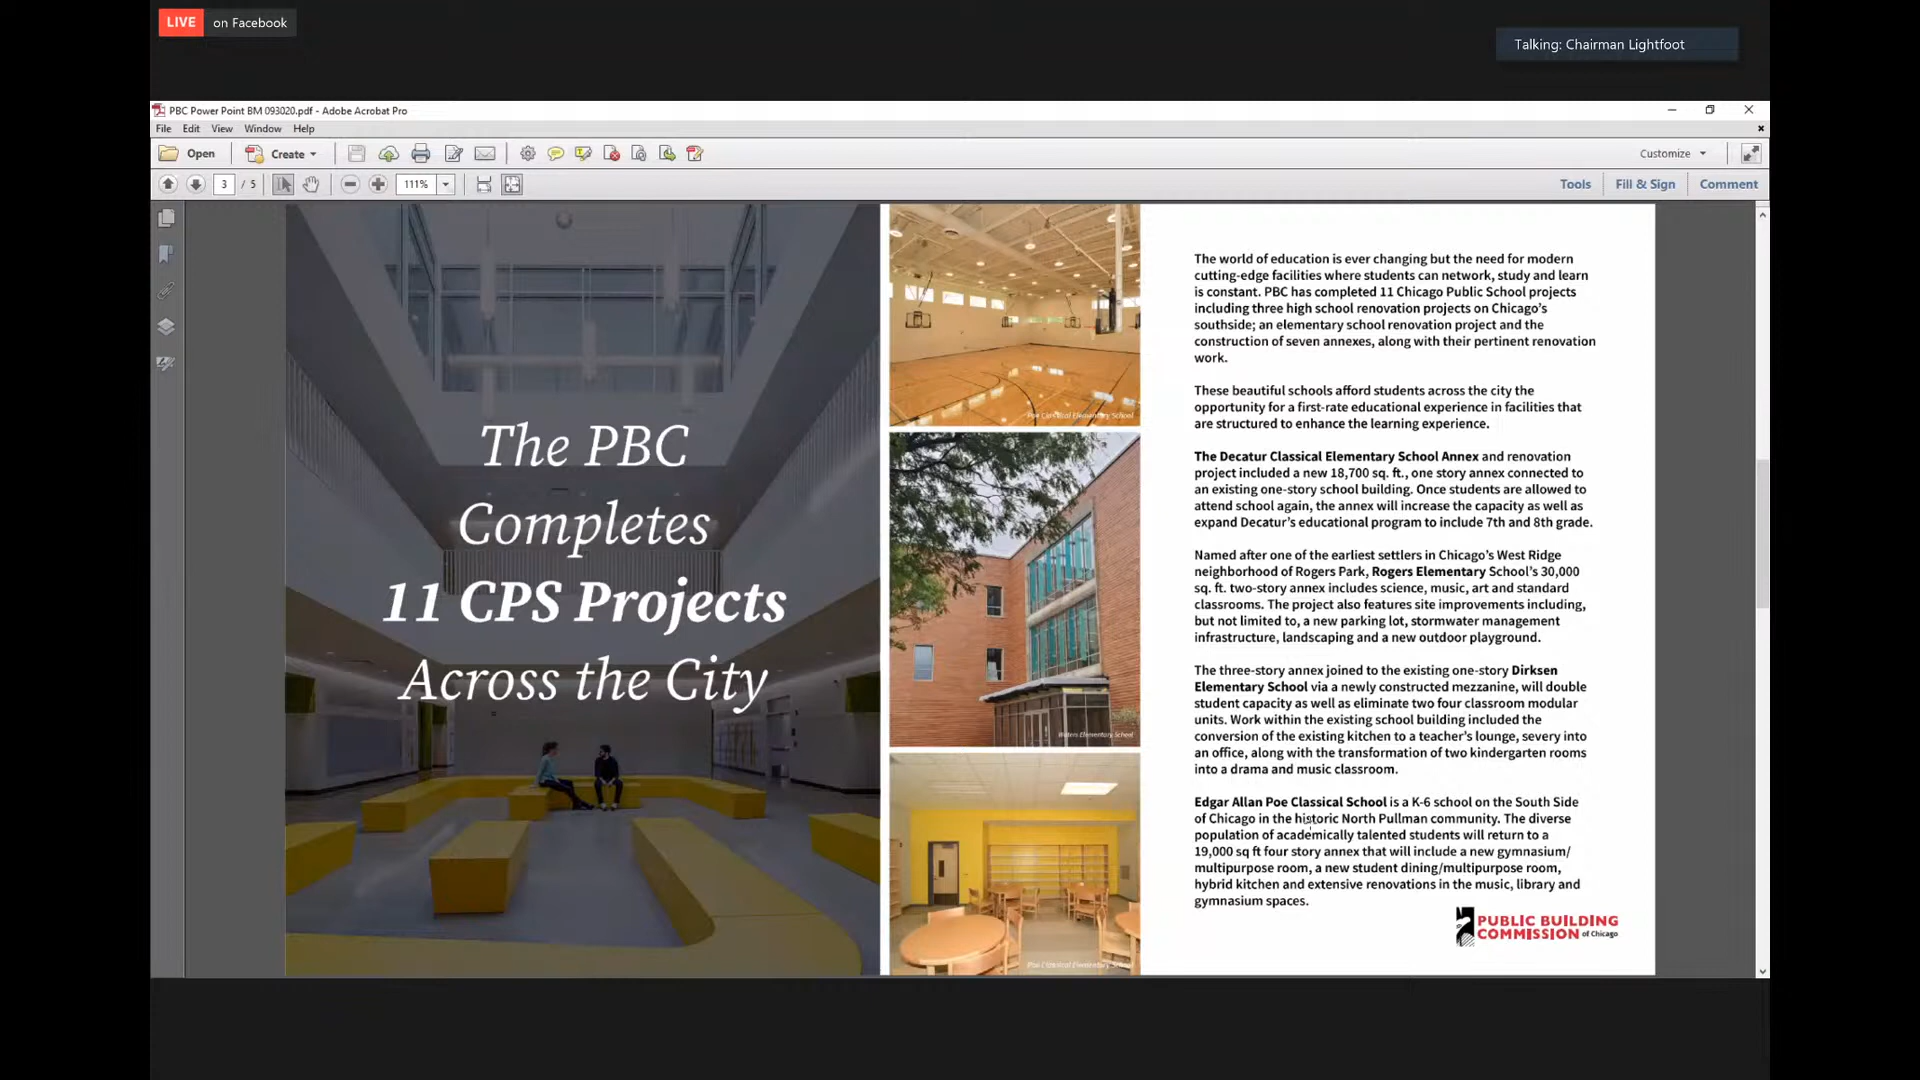 LIVE on Facebook
Talking: Chairman Lightfoot
PBC Power Point BM 093020.pdf - Adobe Acrobat Pro
File Edit View Window Help
Open Create Customize
3 / 5 111% Tools Fill & Sign Comment
The PBC
Completes
11 CPS Projects
Across the City
Poe Classical Elementary School
Waters Elementary School
Poe Classical Elementary School
The world of education is ever changing but the need for modern
cutting-edge facilities where students can network, study and learn
is constant. PBC has completed 11 Chicago Public School projects
including three high school renovation projects on Chicago's
southside; an elementary school renovation project and the
construction of seven annexes, along with their pertinent renovation
work.
These beautiful schools afford students across the city the
opportunity for a first-rate educational experience in facilities that
are structured to enhance the learning experience.
The Decatur Classical Elementary School Annex and renovation
project included a new 18,700 sq. ft., one story annex connected to
an existing one-story school building. Once students are allowed to
attend school again, the annex will increase the capacity as well as
expand Decatur's educational program to include 7th and 8th grade.
Named after one of the earliest settlers in Chicago's West Ridge
neighborhood of Rogers Park, Rogers Elementary School's 30,000
sq. ft. two-story annex includes science, music, art and standard
classrooms. The project also features site improvements including,
but not limited to, a new parking lot, stormwater management
infrastructure, landscaping and a new outdoor playground.
The three-story annex joined to the existing one-story Dirksen
Elementary School via a newly constructed mezzanine, will double
student capacity as well as eliminate two four classroom modular
units. Work within the existing school building included the
conversion of the existing kitchen to a teacher's lounge, severy into
an office, along with the transformation of two kindergarten rooms
into a drama and music classroom.
Edgar Allan Poe Classical School is a K-6 school on the South Side
of Chicago in the historic North Pullman community. The diverse
population of academically talented students will return to a
19,000 sq ft four story annex that will include a new gymnasium/
multipurpose room, a new student dining/multipurpose room,
hybrid kitchen and extensive renovations in the music, library and
gymnasium spaces.
PUBLIC BUILDING
COMMISSION of Chicago